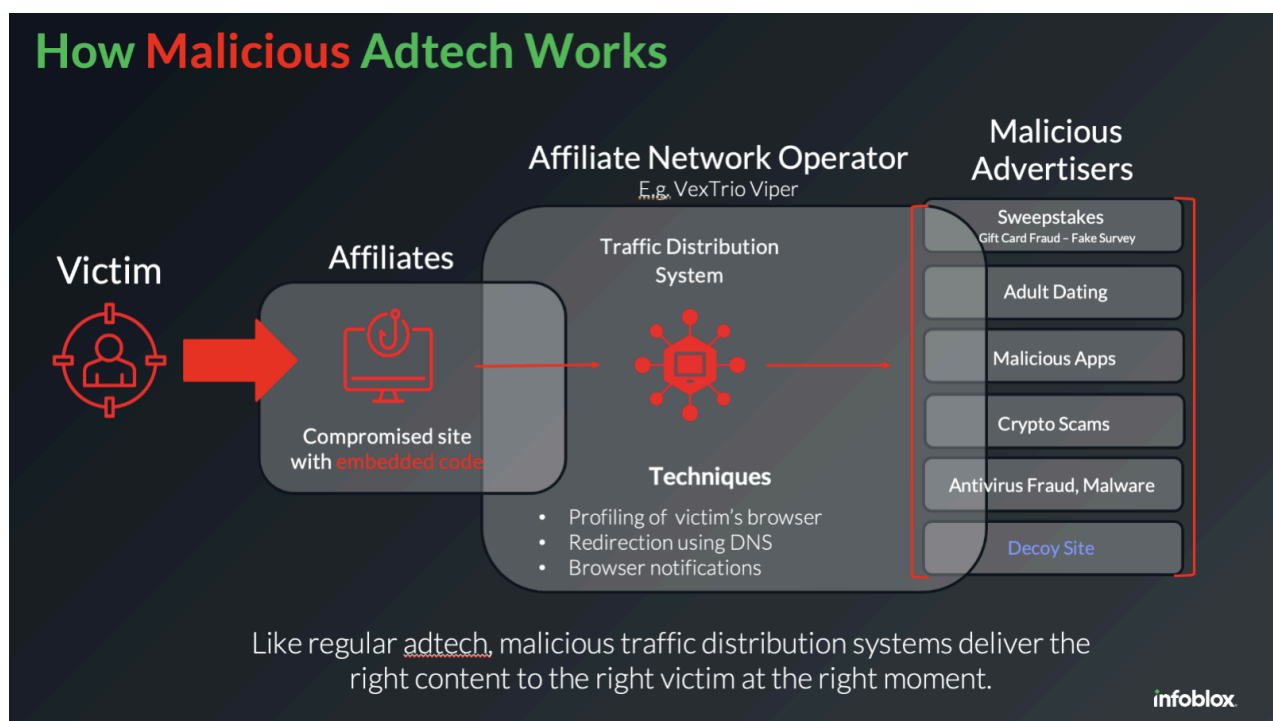 How Malicious Adtech Works
Victim
Affiliates
Compromised site
with embedded code
Affiliate Network Operator
E.g. VexTrio Viper
Traffic Distribution
System
Techniques
• Profiling of victim's browser
• Redirection using DNS
• Browser notifications
Malicious
Advertisers
Sweepstakes
Gift Card Fraud – Fake Survey
Adult Dating
Malicious Apps
Crypto Scams
Antivirus Fraud, Malware
Decoy Site
Like regular adtech, malicious traffic distribution systems deliver the
right content to the right victim at the right moment.
infoblox.